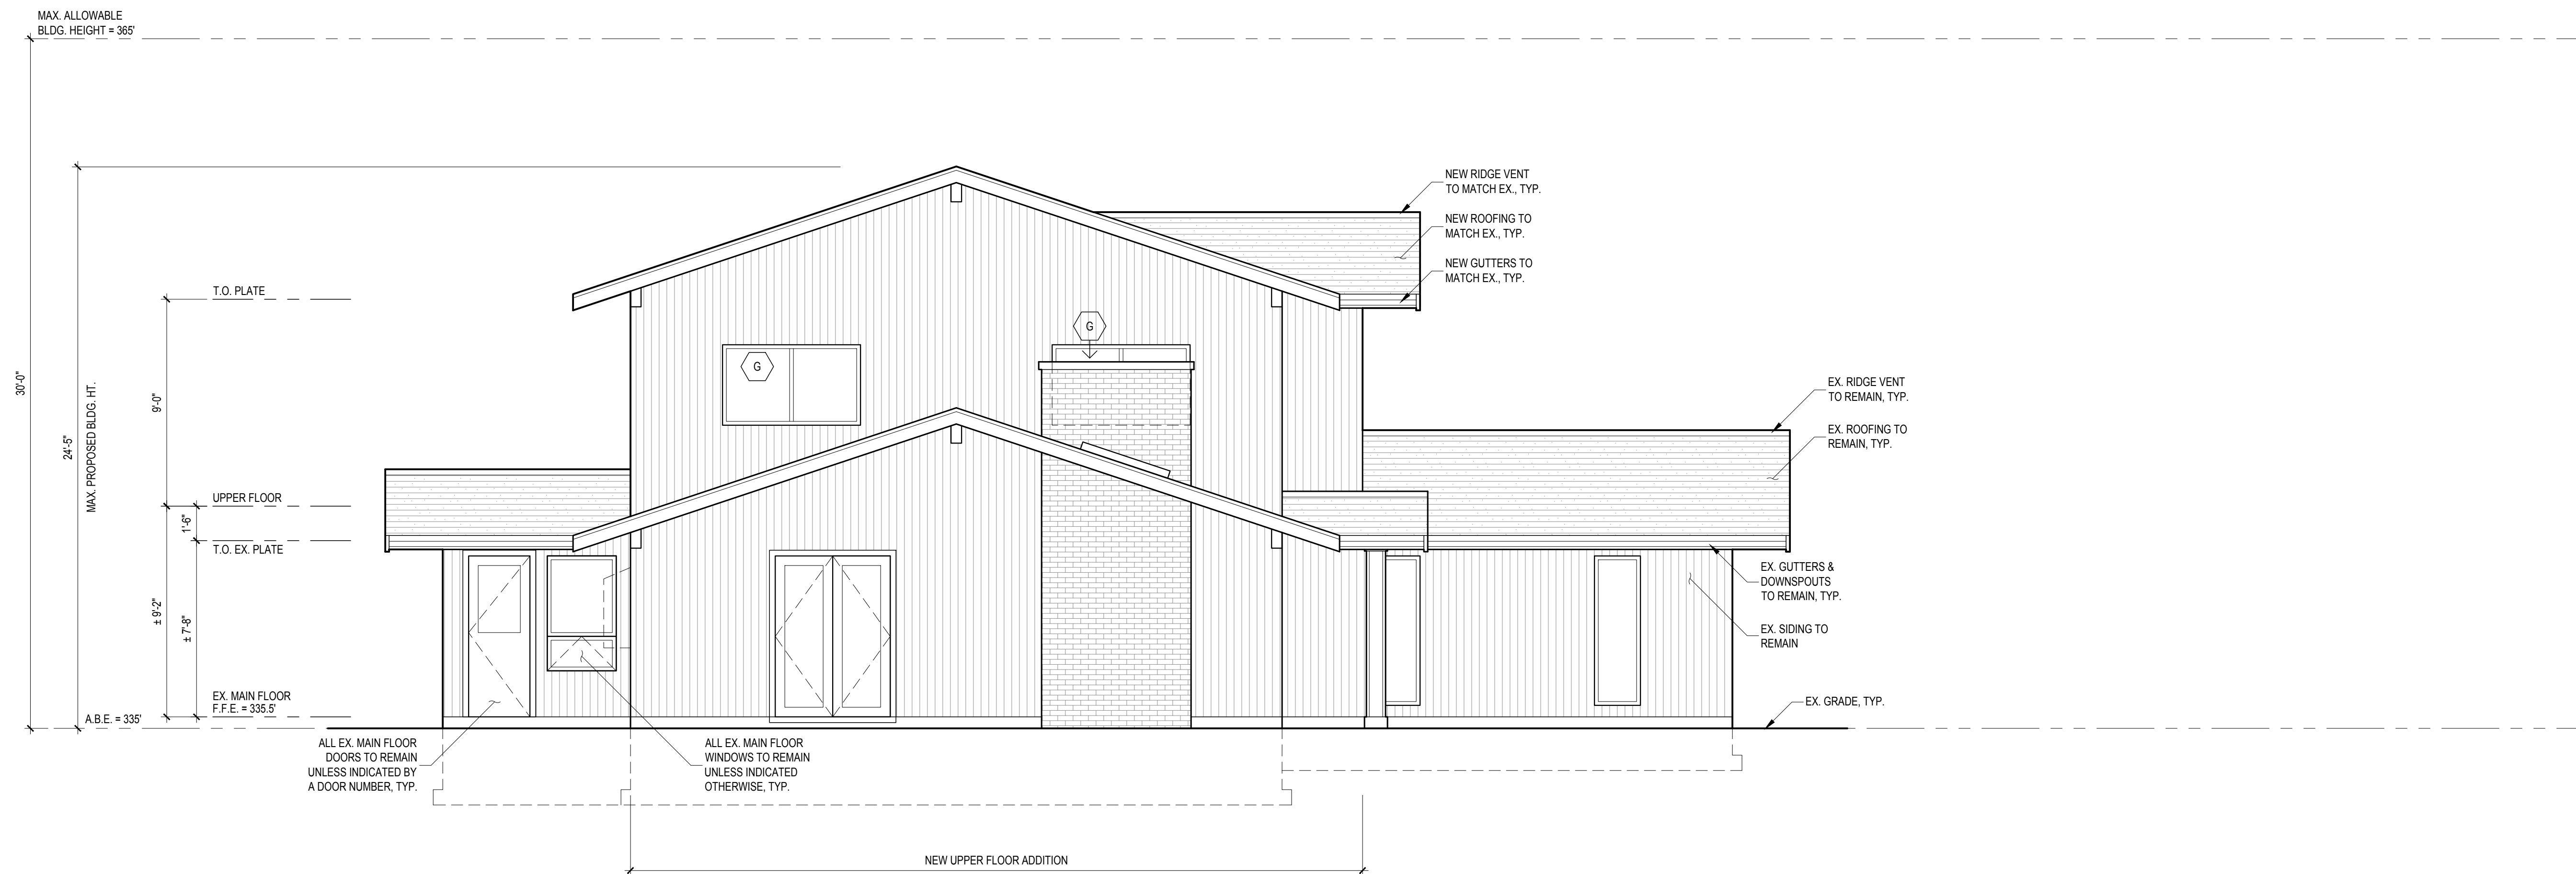 MAX. ALLOWABLE
BLDG. HEIGHT = 365'
NEW RIDGE VENT
TO MATCH EX., TYP.
NEW ROOFING TO
MATCH EX., TYP.
NEW GUTTERS TO
MATCH EX., TYP.
T.O. PLATE
G
G
30'-0"
24'-5"
MAX. PROPOSED BLDG. HT.
9'-0"
EX. RIDGE VENT
TO REMAIN, TYP.
EX. ROOFING TO
REMAIN, TYP.
UPPER FLOOR
1'-6"
T.O. EX. PLATE
± 9'-2"
± 7'-8"
EX. GUTTERS &
DOWNSPOUTS
TO REMAIN, TYP.
EX. SIDING TO
REMAIN
EX. MAIN FLOOR
F.F.E. = 335.5'
A.B.E. = 335'
EX. GRADE, TYP.
ALL EX. MAIN FLOOR
DOORS TO REMAIN
UNLESS INDICATED BY
A DOOR NUMBER, TYP.
ALL EX. MAIN FLOOR
WINDOWS TO REMAIN
UNLESS INDICATED
OTHERWISE, TYP.
NEW UPPER FLOOR ADDITION